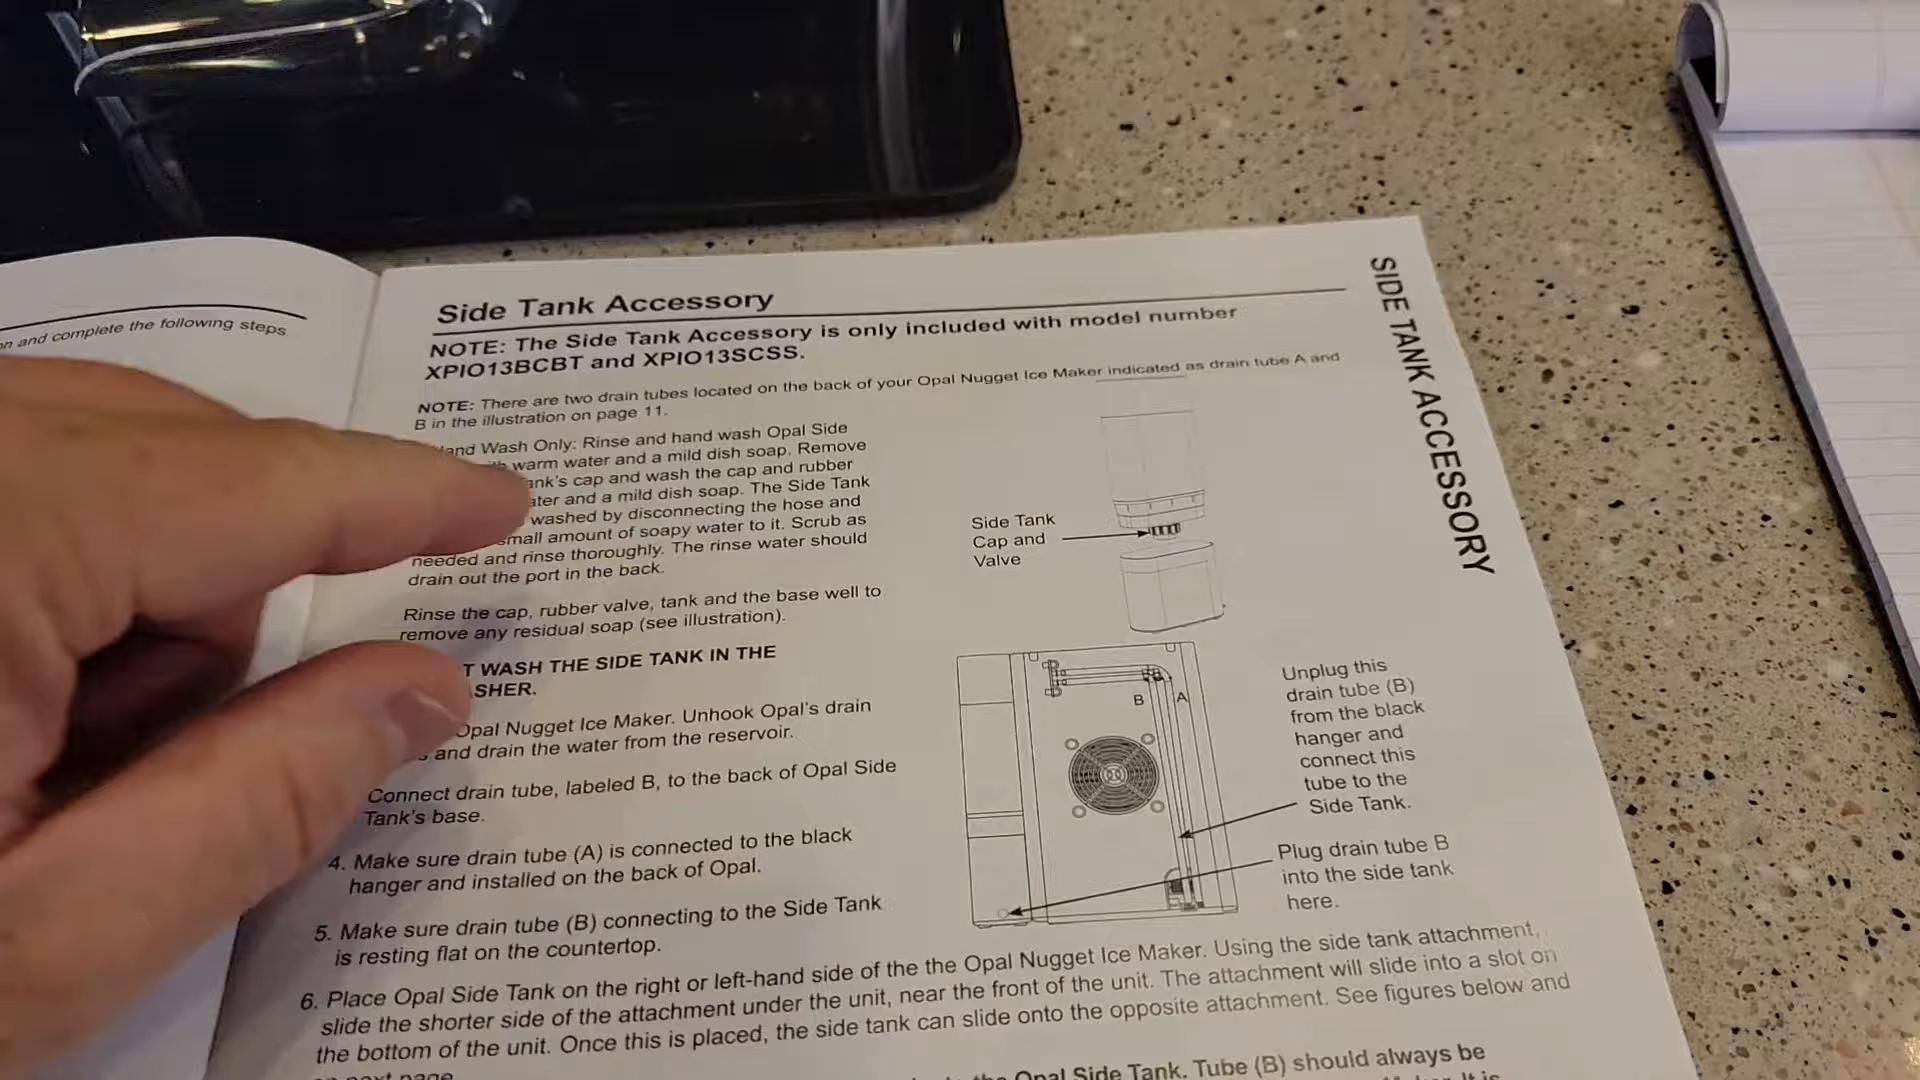 on and complete the following steps.
Side Tank Accessory
NOTE: The Side Tank Accessory is only included with model number
XPIO13BCBT and XPIO13SCSS.
NOTE: There are two drain tubes located on the back of your Opal Nugget Ice Maker indicated as drain tube A and
B in the illustration on page 11.
Wash Only: Rinse and hand wash Opal Side
warm water and a mild dish soap. Remove
cap and wash the cap and rubber
and a mild dish soap. The Side Tank
washed by disconnecting the hose and
small amount of soapy water to it. Scrub as
needed and rinse thoroughly. The rinse water should
drain out the port in the back.
Rinse the cap, rubber valve, tank and the base well to
remove any residual soap (see illustration).
WASH THE SIDE TANK IN THE
Opal Nugget Ice Maker. Unhook Opal's drain
and drain the water from the reservoir.
Connect drain tube, labeled B, to the back of Opal Side
Tank's base.
4. Make sure drain tube (A) is connected to the black
hanger and installed on the back of Opal.
5. Make sure drain tube (B) connecting to the Side Tank
is resting flat on the countertop.
6. Place Opal Side Tank on the right or left-hand side of the the Opal Nugget Ice Maker. Using the side tank attachment,
slide the shorter side of the attachment under the unit, near the front of the unit. The attachment will slide into a slot on
the bottom of the unit. Once this is placed, the side tank can slide onto the opposite attachment. See figures below and
next page
the Opal Side Tank. Tube (B) should always be
Side Tank
Cap and
Valve
B
A
Unplug this
drain tube (B)
from the black
hanger and
connect this
tube to the
Side Tank.
Plug drain tube B
into the side tank
here.
SIDE TANK ACCESSORY